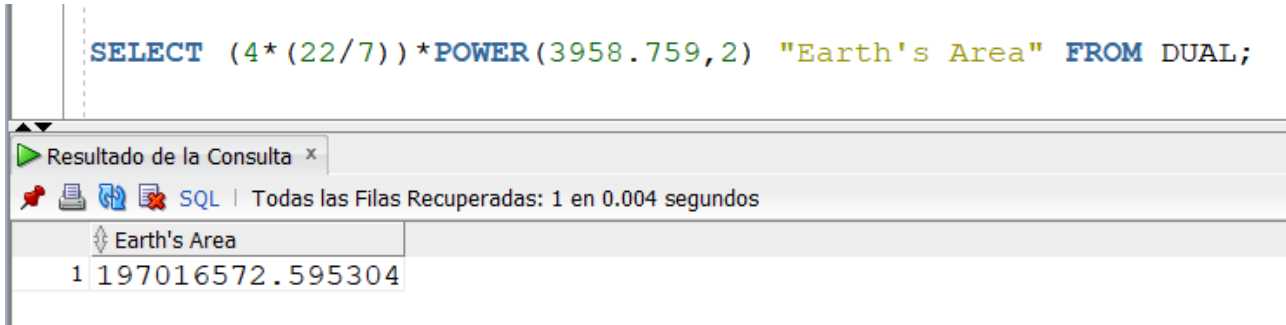 SELECT (4*(22/7))*POWER(3958.759,2) "Earth's Area" FROM DUAL;
Resultado de la Consulta x
SQL | Todas las Filas Recuperadas: 1 en 0.004 segundos
Earth's Area
1 197016572.595304